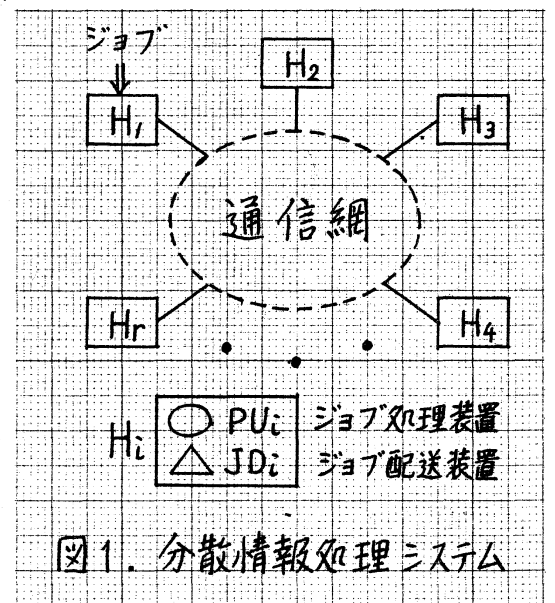 ジョブ
H₁
H₂
H₃
通信網
Hr
H₄
Hi
PUi ジョブ処理装置
JDi ジョブ配送装置
図1. 分散情報処理システム